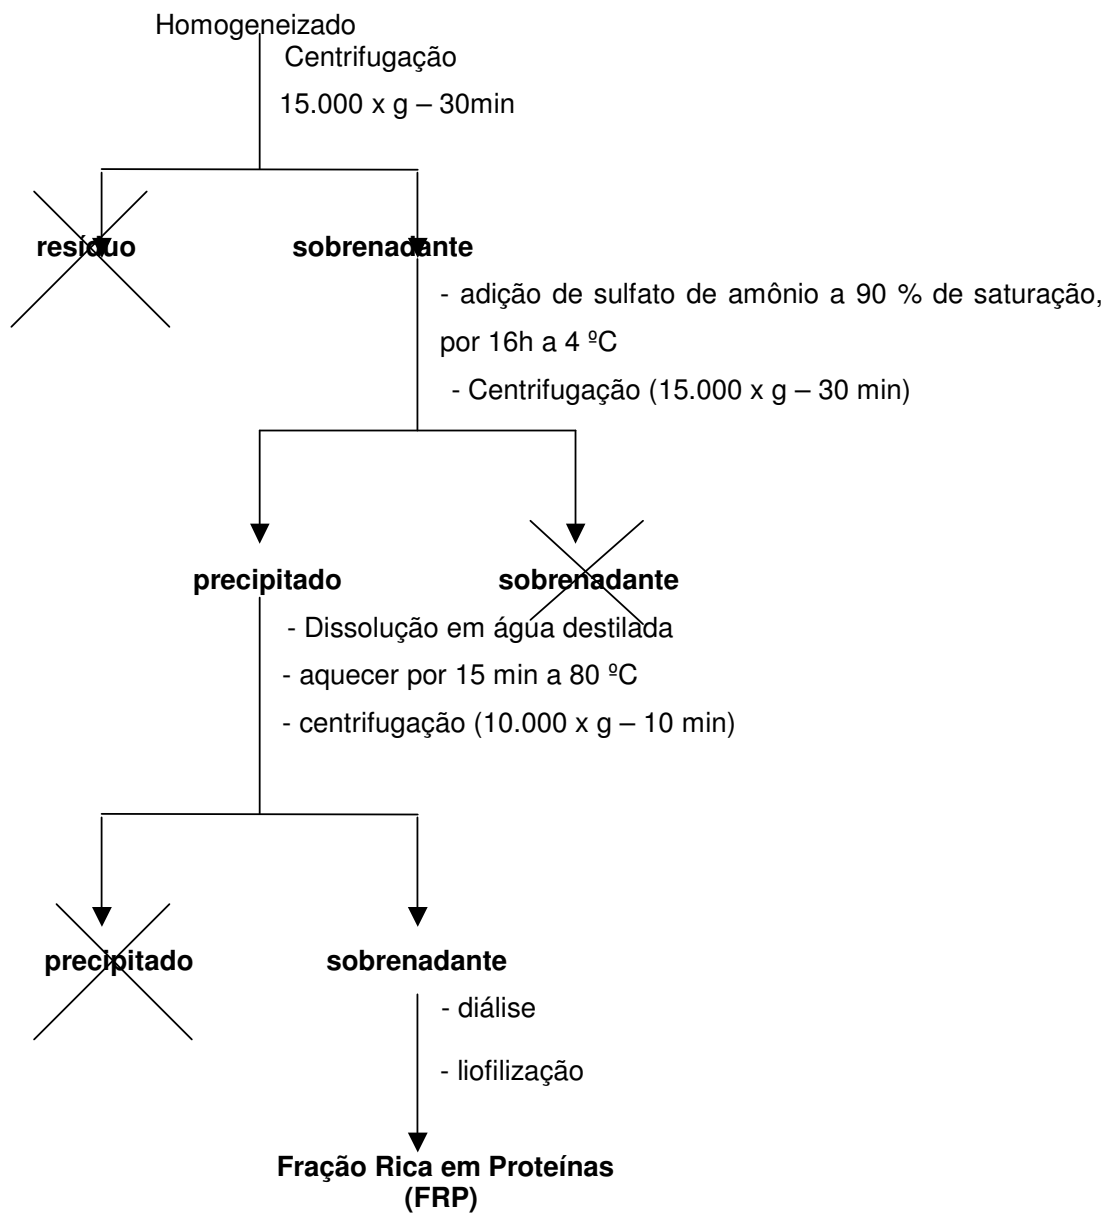 Homogeneizado
Centrifugação
15.000 x g – 30min
resíduo
sobrenadante
- adição de sulfato de amônio a 90 % de saturação,
por 16h a 4 ºC
- Centrifugação (15.000 x g – 30 min)
precipitado
sobrenadante
- Dissolução em água destilada
- aquecer por 15 min a 80 ºC
- centrifugação (10.000 x g – 10 min)
precipitado
sobrenadante
- diálise
- liofilização
Fração Rica em Proteínas
(FRP)